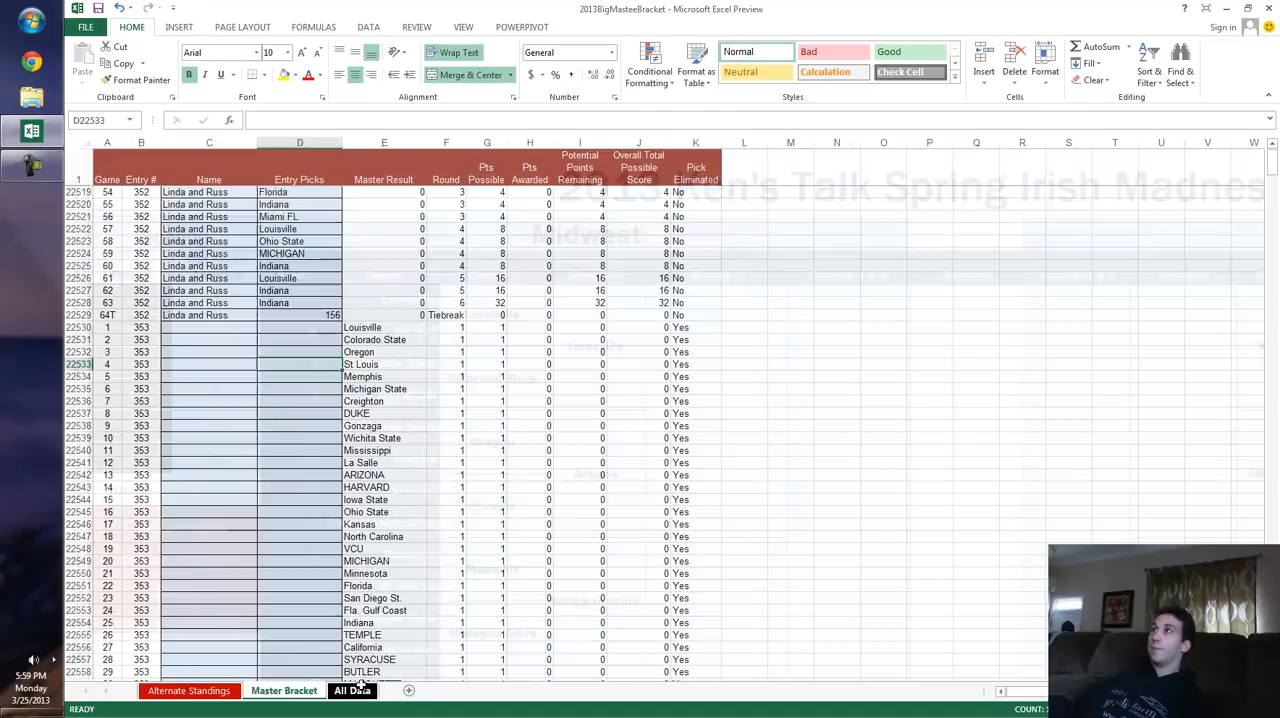 2013BigMasteeBracket - Microsoft Excel Preview
FILE HOME INSERT PAGE LAYOUT FORMULAS DATA REVIEW VIEW POWERPIVOT Sign in
Paste Cut Copy Format Painter
Arial 10 Wrap Text Merge & Center General
Conditional Formatting Format as Table Normal Bad Good Neutral Calculation Check Cell
Insert Delete Format AutoSum Fill Clear Sort & Filter Find & Select
Clipboard Font Alignment Number Styles Cells Editing
D22533
A B C D E F G H I J K L M N O P Q R S T U V W
1 Game Entry # Name Entry Picks Master Result Round Pts Possible Pts Awarded Potential Points Remaining Overall Total Possible Score Pick Eliminated
22519 54 352 Linda and Russ Florida 0 3 4 0 4 4 No
22520 55 352 Linda and Russ Indiana 0 3 4 0 4 4 No
22521 56 352 Linda and Russ Miami FL 0 3 4 0 4 4 No
22522 57 352 Linda and Russ Louisville 0 4 8 0 8 8 No
22523 58 352 Linda and Russ Ohio State 0 4 8 0 8 8 No
22524 59 352 Linda and Russ MICHIGAN 0 4 8 0 8 8 No
22525 60 352 Linda and Russ Indiana 0 4 8 0 8 8 No
22526 61 352 Linda and Russ Louisville 0 5 16 0 16 16 No
22527 62 352 Linda and Russ Indiana 0 5 16 0 16 16 No
22528 63 352 Linda and Russ Indiana 0 6 32 0 32 32 No
22529 64T 352 Linda and Russ 156 0 Tiebreak 0 0 0 0 No
22530 1 353 Louisville 1 1 0 0 0 Yes
22531 2 353 Colorado State 1 1 0 0 0 Yes
22532 3 353 Oregon 1 1 0 0 0 Yes
22533 4 353 St Louis 1 1 0 0 0 Yes
22534 5 353 Memphis 1 1 0 0 0 Yes
22535 6 353 Michigan State 1 1 0 0 0 Yes
22536 7 353 Creighton 1 1 0 0 0 Yes
22537 8 353 DUKE 1 1 0 0 0 Yes
22538 9 353 Gonzaga 1 1 0 0 0 Yes
22539 10 353 Wichita State 1 1 0 0 0 Yes
22540 11 353 Mississippi 1 1 0 0 0 Yes
22541 12 353 La Salle 1 1 0 0 0 Yes
22542 13 353 ARIZONA 1 1 0 0 0 Yes
22543 14 353 HARVARD 1 1 0 0 0 Yes
22544 15 353 Iowa State 1 1 0 0 0 Yes
22545 16 353 Ohio State 1 1 0 0 0 Yes
22546 17 353 Kansas 1 1 0 0 0 Yes
22547 18 353 North Carolina 1 1 0 0 0 Yes
22548 19 353 VCU 1 1 0 0 0 Yes
22549 20 353 MICHIGAN 1 1 0 0 0 Yes
22550 21 353 Minnesota 1 1 0 0 0 Yes
22551 22 353 Florida 1 1 0 0 0 Yes
22552 23 353 San Diego St. 1 1 0 0 0 Yes
22553 24 353 Fla. Gulf Coast 1 1 0 0 0 Yes
22554 25 353 Indiana 1 1 0 0 0 Yes
22555 26 353 TEMPLE 1 1 0 0 0 Yes
22556 27 353 California 1 1 0 0 0 Yes
22557 28 353 SYRACUSE 1 1 0 0 0 Yes
22558 29 353 BUTLER 1 1 0 0 0 Yes
2013 Ken's Talk Spring Irish Madnes
Midwest
Alternate Standings Master Bracket All Data
READY COUNT: 1
5:59 PM
Monday
3/25/2013